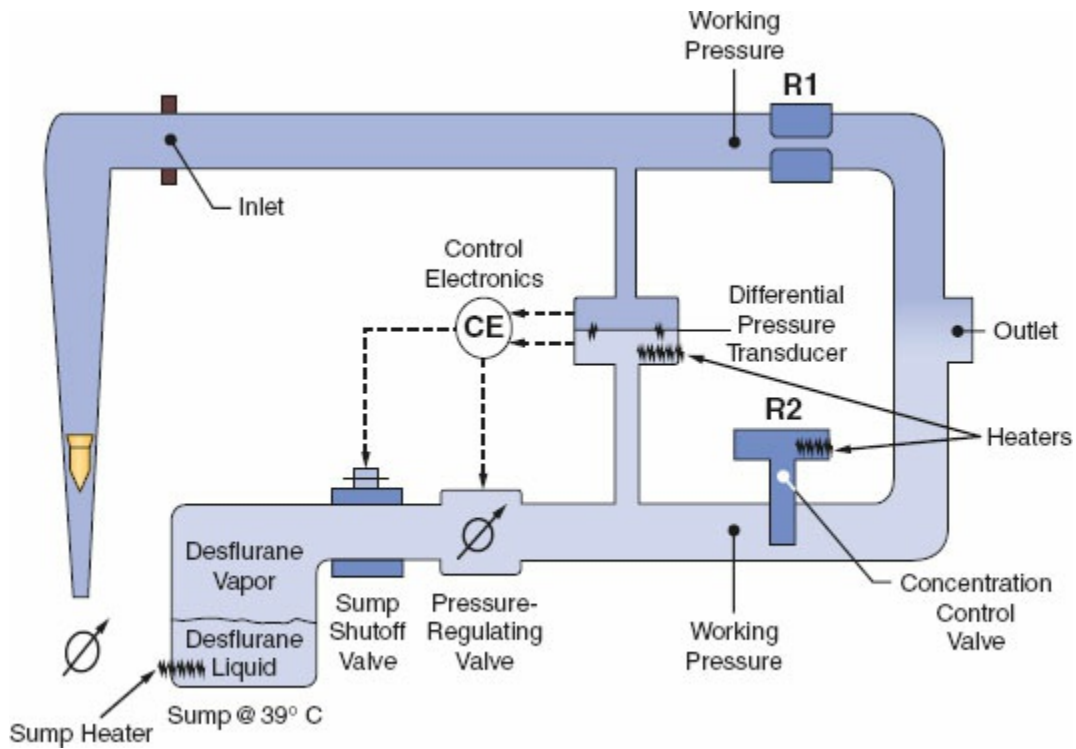 Working
Pressure
R1
Inlet
Control
Electronics
CE
Differential
Pressure
Transducer
Outlet
R2
Heaters
Desflurane
Vapor
Desflurane
Liquid
Sump
Shutoff
Valve
Pressure-
Regulating
Valve
Working
Pressure
Concentration
Control
Valve
Sump @ 39° C
Sump Heater